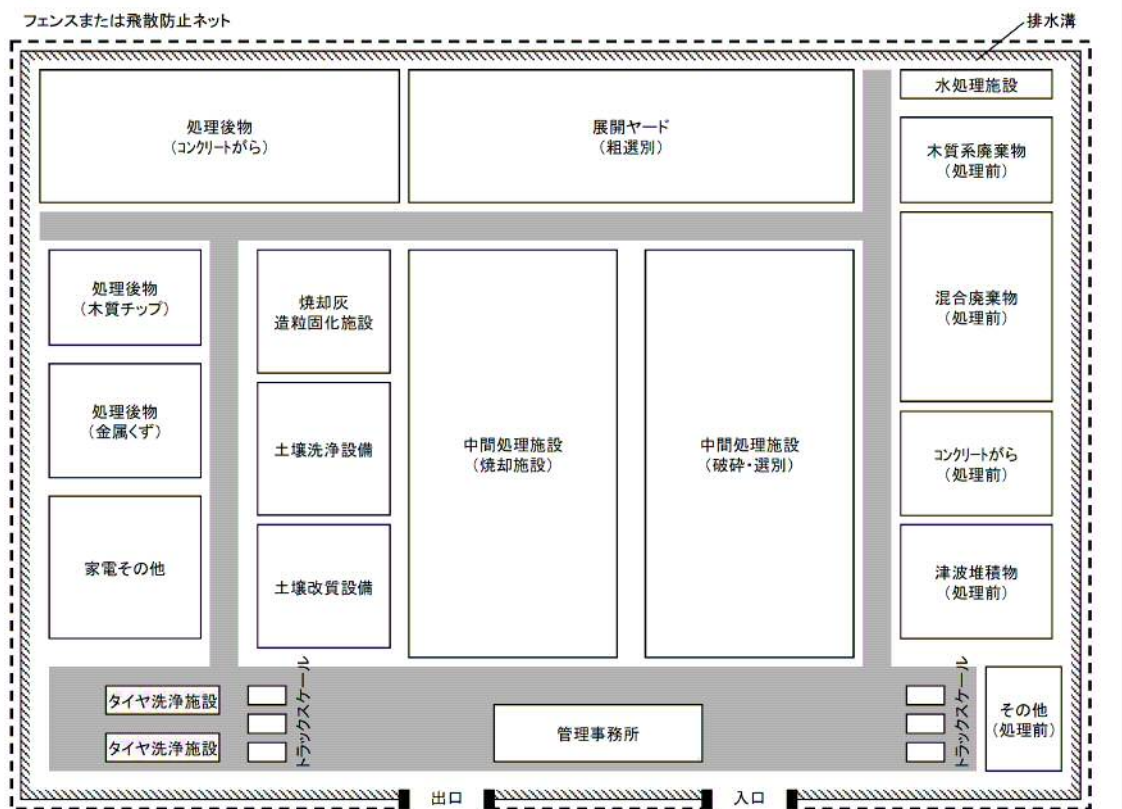 フェンスまたは飛散防止ネット
排水溝
処理後物
（コンクリートがら）
展開ヤード
（粗選別）
水処理施設
木質系廃棄物
（処理前）
処理後物
（木質チップ）
焼却灰
造粒固化施設
混合廃棄物
（処理前）
処理後物
（金属くず）
土壌洗浄設備
中間処理施設
（焼却施設）
中間処理施設
（破砕・選別）
コンクリートがら
（処理前）
家電その他
土壌改質設備
津波堆積物
（処理前）
タイヤ洗浄施設
タイヤ洗浄施設
トラックスケール
管理事務所
トラックスケール
その他
（処理前）
出口
入口